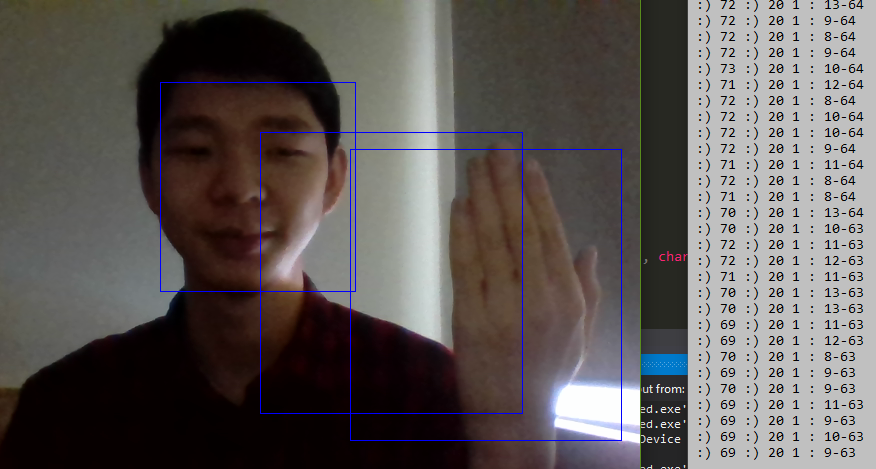 :) 72 :) 20 1 : 13-64
:) 72 :) 20 1 : 9-64
:) 72 :) 20 1 : 8-64
:) 72 :) 20 1 : 9-64
:) 73 :) 20 1 : 10-64
:) 71 :) 20 1 : 12-64
:) 72 :) 20 1 : 8-64
:) 72 :) 20 1 : 10-64
:) 72 :) 20 1 : 10-64
:) 72 :) 20 1 : 9-64
:) 71 :) 20 1 : 11-64
:) 72 :) 20 1 : 8-64
:) 71 :) 20 1 : 8-64
:) 70 :) 20 1 : 13-64
:) 70 :) 20 1 : 10-63
:) 72 :) 20 1 : 11-63
:) 72 :) 20 1 : 12-63
:) 71 :) 20 1 : 11-63
:) 70 :) 20 1 : 13-63
:) 70 :) 20 1 : 13-63
:) 69 :) 20 1 : 11-63
:) 69 :) 20 1 : 12-63
:) 70 :) 20 1 : 8-63
:) 69 :) 20 1 : 9-63
:) 70 :) 20 1 : 9-63
:) 69 :) 20 1 : 11-63
:) 69 :) 20 1 : 9-63
:) 69 :) 20 1 : 10-63
:) 69 :) 20 1 : 9-63
, char
ut from:
ed.exe'
ed.exe'
Device
ed.exe'